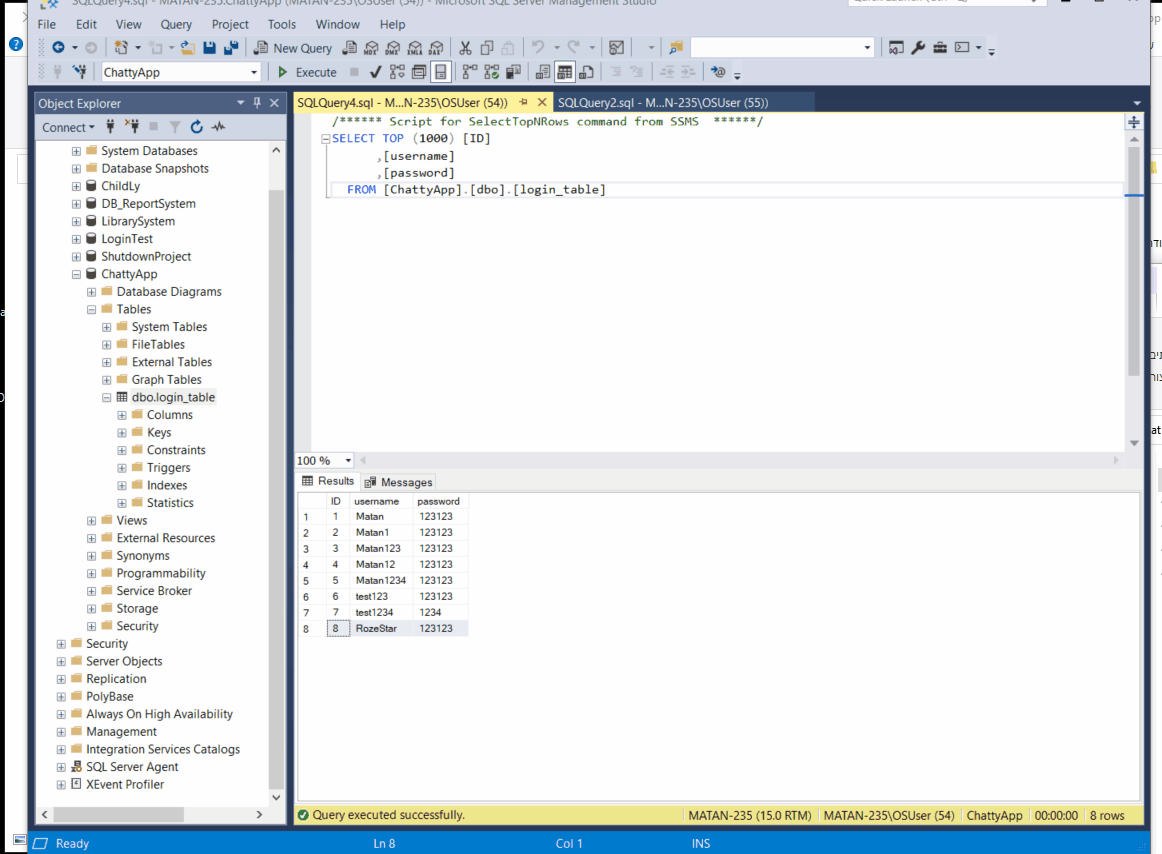 SQLQuery4.sql - MATAN-235.ChattyApp (MATAN-235\OSUser (54)) - Microsoft SQL Server Management Studio
File Edit View Query Project Tools Window Help
New Query MDX DMX XMLA DAX
ChattyApp Execute
Object Explorer
Connect
System Databases
Database Snapshots
ChildLy
DB_ReportSystem
LibrarySystem
LoginTest
ShutdownProject
ChattyApp
Database Diagrams
Tables
System Tables
FileTables
External Tables
Graph Tables
dbo.login_table
Columns
Keys
Constraints
Triggers
Indexes
Statistics
Views
External Resources
Synonyms
Programmability
Service Broker
Storage
Security
Security
Server Objects
Replication
PolyBase
Always On High Availability
Management
Integration Services Catalogs
SQL Server Agent
XEvent Profiler
SQLQuery4.sql - M...N-235\OSUser (54)) SQLQuery2.sql - M...N-235\OSUser (55))
/****** Script for SelectTopNRows command from SSMS ******/
SELECT TOP (1000) [ID]
,[username]
,[password]
FROM [ChattyApp].[dbo].[login_table]
100 %
Results Messages
ID username password
1 1 Matan 123123
2 2 Matan1 123123
3 3 Matan123 123123
4 4 Matan12 123123
5 5 Matan1234 123123
6 6 test123 123123
7 7 test1234 1234
8 8 RozeStar 123123
Query executed successfully. MATAN-235 (15.0 RTM) MATAN-235\OSUser (54) ChattyApp 00:00:00 8 rows
Ready Ln 8 Col 1 INS